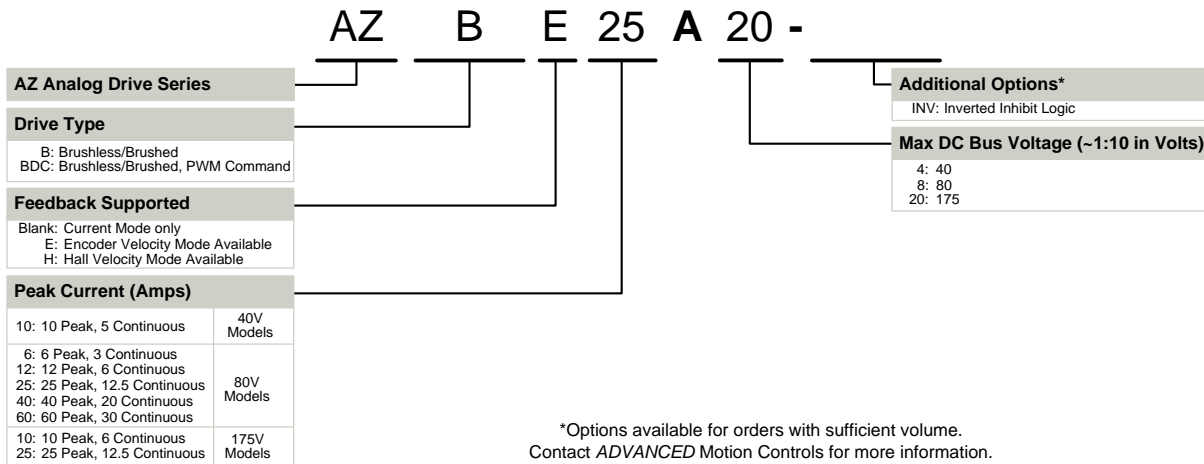 AZ B E 25 A 20 -
AZ Analog Drive Series
Drive Type
B: Brushless/Brushed
BDC: Brushless/Brushed, PWM Command
Feedback Supported
Blank: Current Mode only
E: Encoder Velocity Mode Available
H: Hall Velocity Mode Available
Peak Current (Amps)
10: 10 Peak, 5 Continuous
40V
Models
6: 6 Peak, 3 Continuous
12: 12 Peak, 6 Continuous
25: 25 Peak, 12.5 Continuous
40: 40 Peak, 20 Continuous
60: 60 Peak, 30 Continuous
80V
Models
10: 10 Peak, 6 Continuous
25: 25 Peak, 12.5 Continuous
175V
Models
Additional Options*
INV: Inverted Inhibit Logic
Max DC Bus Voltage (~1:10 in Volts)
4: 40
8: 80
20: 175
*Options available for orders with sufficient volume.
Contact ADVANCED Motion Controls for more information.